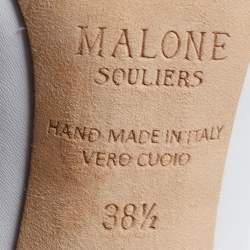 MALONE
SOULIERS
HAND MADE IN ITALY
VERO CUOIO
38½